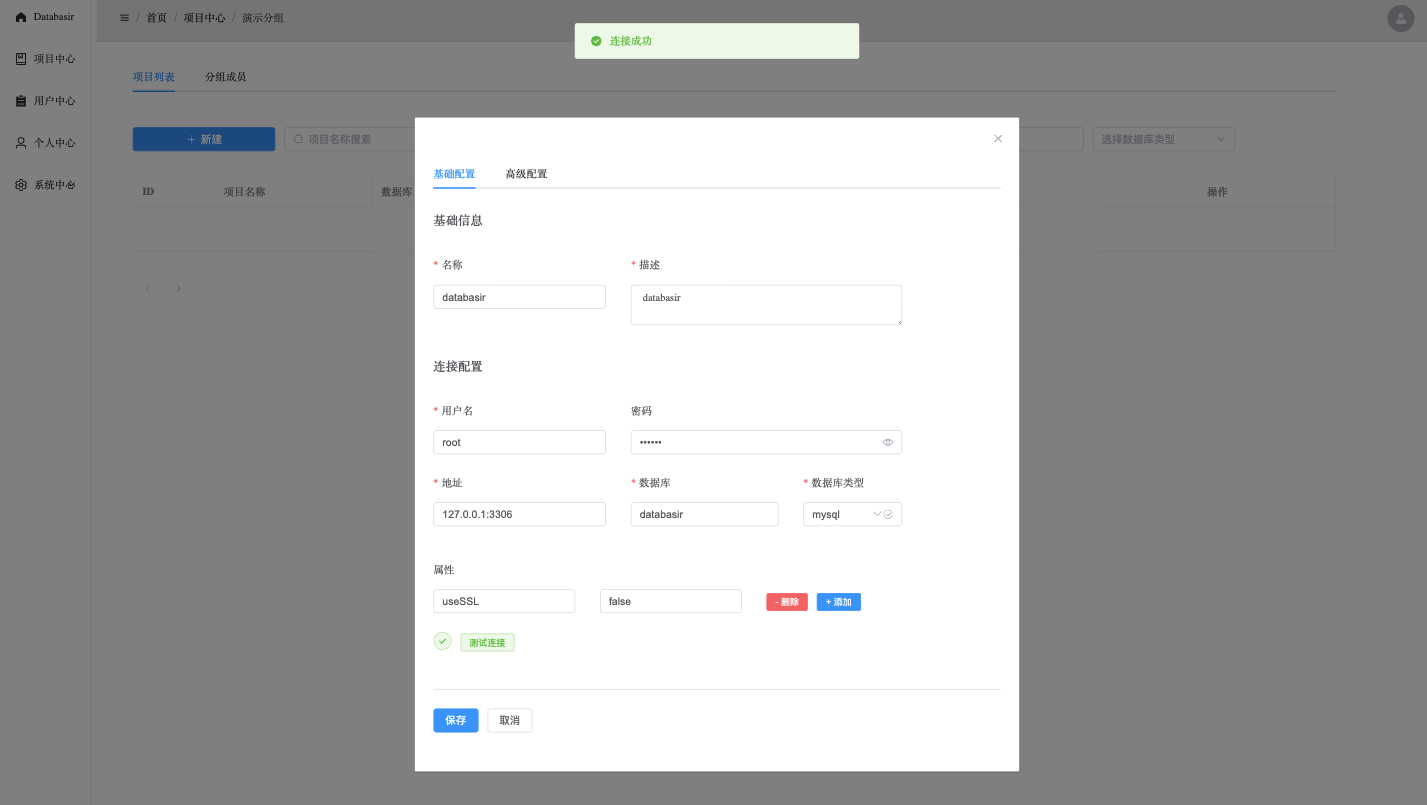 Databasir
/ 首页 / 项目中心 / 演示分组
连接成功
项目中心
用户中心
个人中心
系统中心
项目列表 分组成员
+ 新建
项目名称搜索
选择数据库类型
ID 项目名称 数据库 操作
基础配置 高级配置
基础信息
* 名称 * 描述
databasir databasir
连接配置
* 用户名 密码
root ••••••
* 地址 * 数据库 * 数据库类型
127.0.0.1:3306 databasir mysql
属性
useSSL false - 删除 + 添加
测试连接
保存 取消